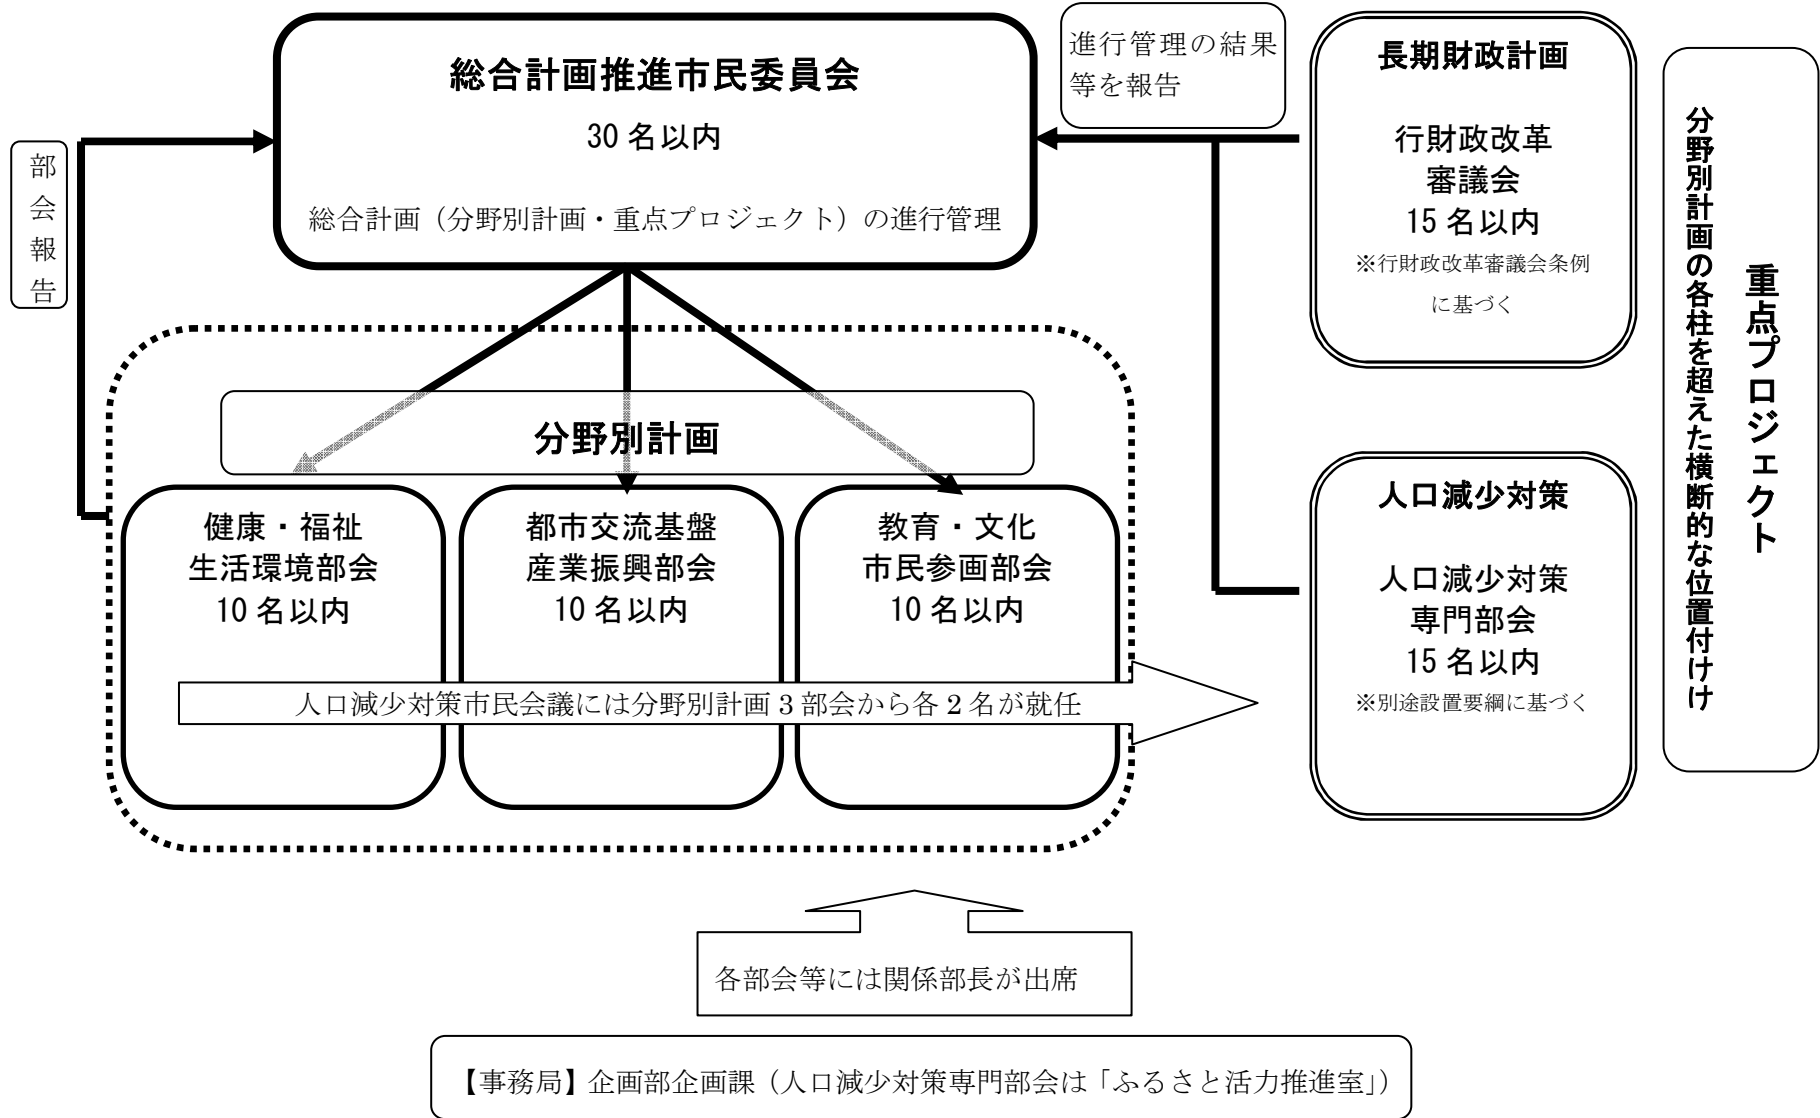 総合計画推進市民委員会
30 名以内
総合計画（分野別計画・重点プロジェクト）の進行管理
進行管理の結果
等を報告
長期財政計画
行財政改革
審議会
15 名以内
※行財政改革審議会条例
に基づく
重点プロジェクト
分野別計画の各柱を超えた横断的な位置付けけ
部会報告
分野別計画
健康・福祉
生活環境部会
10 名以内
都市交流基盤
産業振興部会
10 名以内
教育・文化
市民参画部会
10 名以内
人口減少対策市民会議には分野別計画 3 部会から各 2 名が就任
人口減少対策
人口減少対策
専門部会
15 名以内
※別途設置要綱に基づく
各部会等には関係部長が出席
【事務局】企画部企画課（人口減少対策専門部会は「ふるさと活力推進室」）